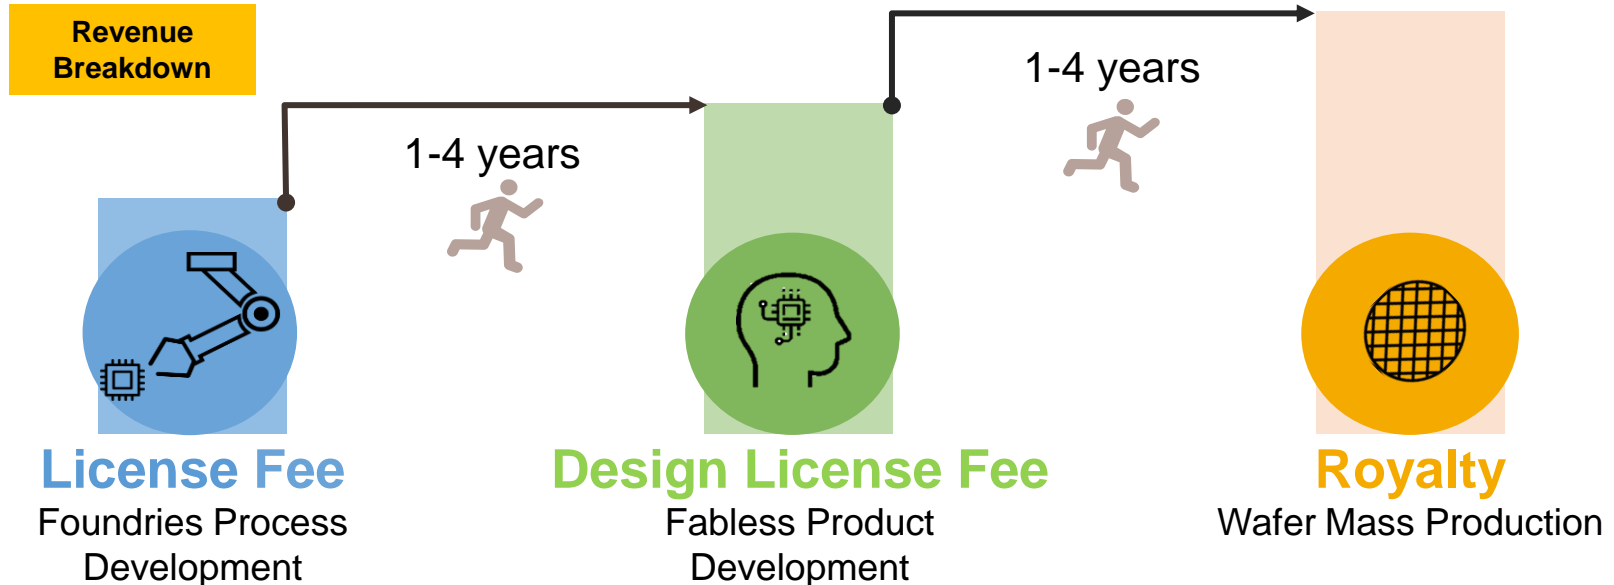 Revenue
Breakdown
1-4 years
1-4 years
License Fee
Foundries Process
Development
Design License Fee
Fabless Product
Development
Royalty
Wafer Mass Production